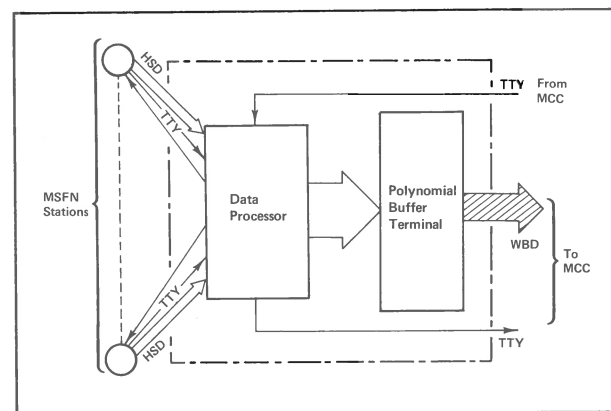 HSD
TTY
MSFN
Stations
TTY
HSD
Data
Processor
Polynomial
Buffer
Terminal
TTY From
MCC
WBD
To
MCC
TTY